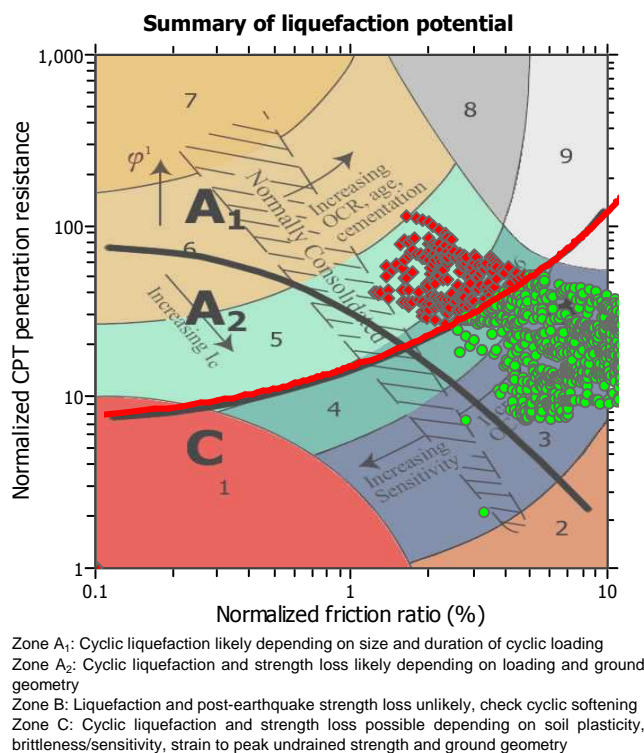 Summary of liquefaction potential
1,000
100
10
1
0.1
1
10
Normalized CPT penetration resistance
Normalized friction ratio (%)
7
8
9
φ¹
A₁
6
A₂
5
4
C
1
3
2
Normally Consolidated
Increasing
OCR, age,
cementation
Increasing Ic
Increasing
Sensitivity
Zone A₁: Cyclic liquefaction likely depending on size and duration of cyclic loading
Zone A₂: Cyclic liquefaction and strength loss likely depending on loading and ground
geometry
Zone B: Liquefaction and post-earthquake strength loss unlikely, check cyclic softening
Zone C: Cyclic liquefaction and strength loss possible depending on soil plasticity,
brittleness/sensitivity, strain to peak undrained strength and ground geometry